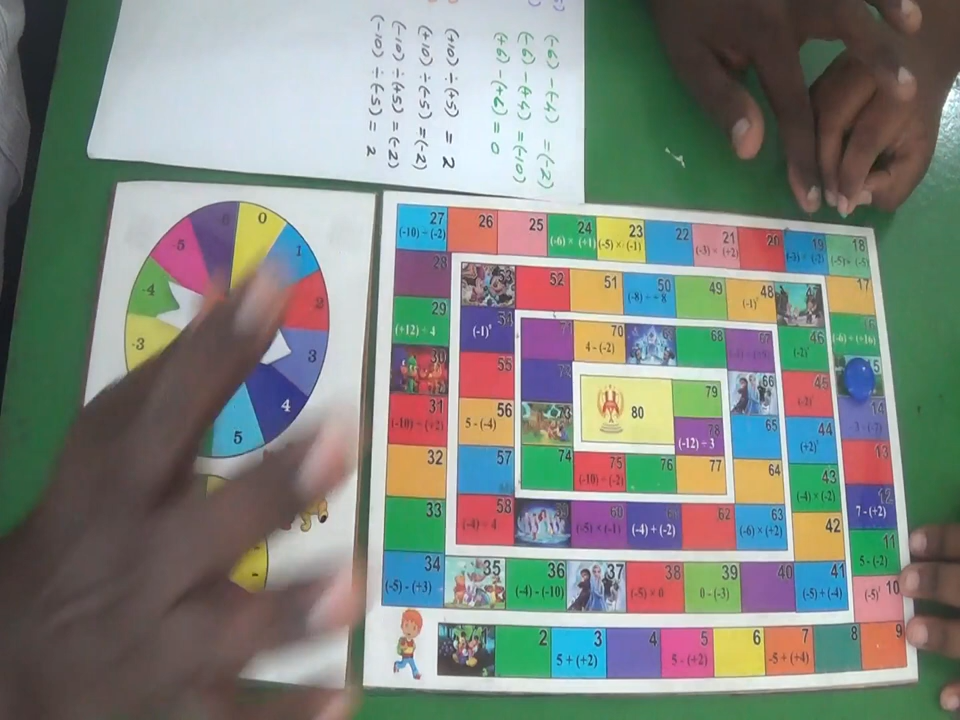 (-6) - (-4) = (-2)
(-6) - (+4) = (-10)
(+6) - (+6) = 0
(+10) ÷ (+5) = 2
(+10) ÷ (-5) = (-2)
(-10) ÷ (+5) = (-2)
(-10) ÷ (-5) = 2
0
1
2
3
4
5
-3
-4
-5
27 26 25 24 23 22 21 20 19 18
(-10) ÷ (-2) (-6) × (+1) (-5) × (-1) (-3) × (+2) (-3) × (-2) (-5) × (-5)
28 52 51 50 49 48 47 17
29 70 68 67 46 16
(+12) ÷ 4 4 - (-2)
30 55 79 66 45
31 56 80 78 65 44 14
(-10) ÷ (+2) 5 - (-4) (-12) ÷ 3
32 57 74 75 76 77 64 43 13
(-10) ÷ (-2) (-4) × (-2)
33 58 60 62 63 42 12
(-4) ÷ 4 (-5) × (-1) (-4) + (-2) (-6) × (+2) 7 - (+2)
11
5 - (-2)
34 35 36 37 38 39 40 41 10
(-5) - (+3) (-4) - (-10) (-5) × 0 0 - (-3) (-5) + (-4)
2 3 4 5 6 7 8 9
5 + (+2) 5 - (+2) -5 + (+4)